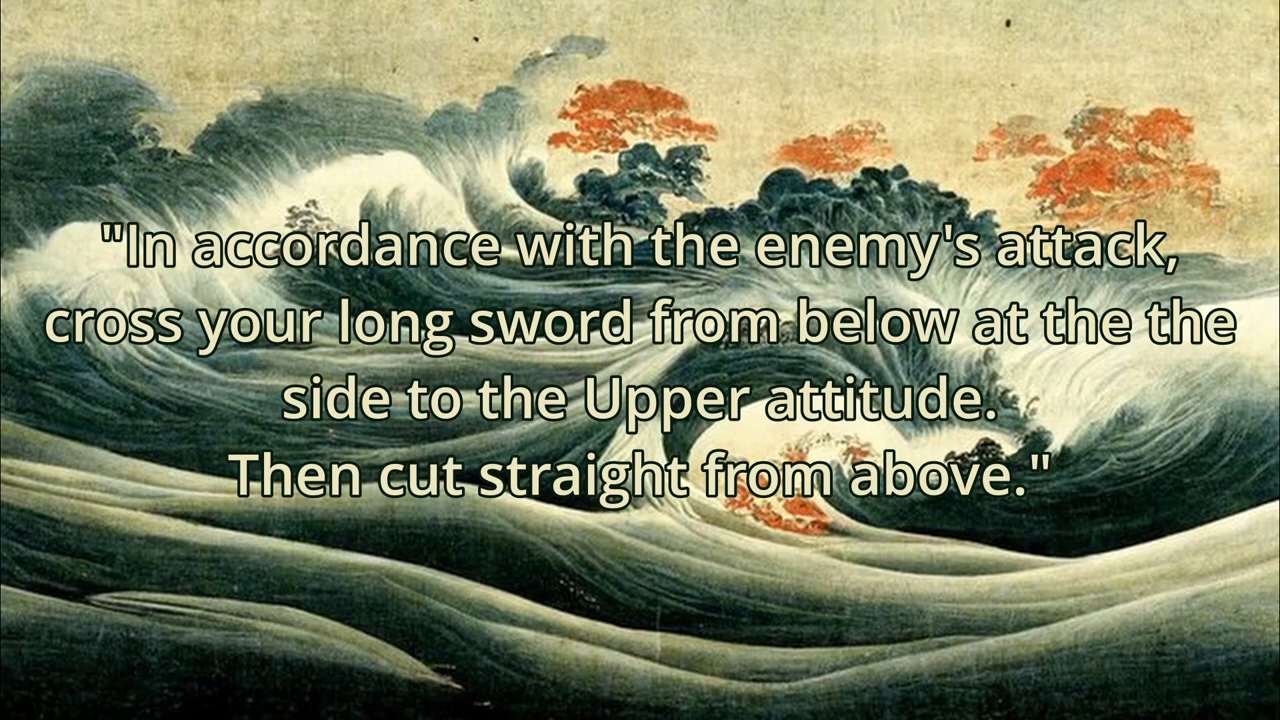 "In accordance with the enemy's attack,
cross your long sword from below at the the
side to the Upper attitude.
Then cut straight from above."